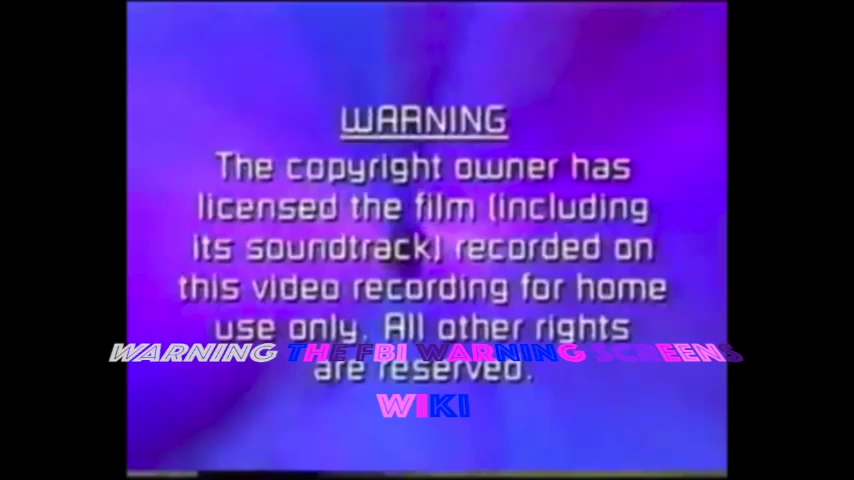 WARNING
The copyright owner has
licensed the film (including
its soundtrack) recorded on
this video recording for home
use only. All other rights
WARNING THE FBI WARNING SCREENS
are reserved.
WIKI